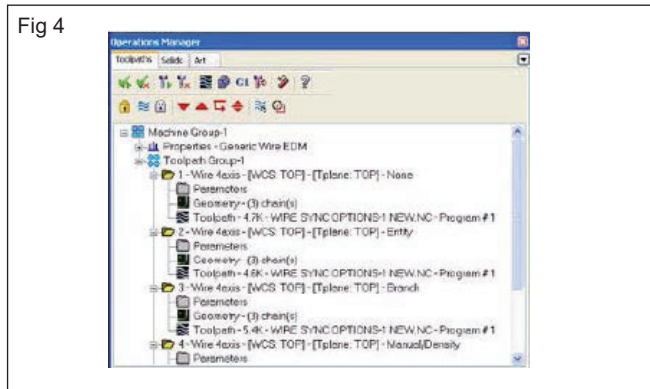 Fig 4
Operations Manager
Toolpaths Solids Art
G1
Machine Group-1
Properties - Generic Wire EDM
Toolpath Group-1
1 - Wire 4axis - [WCS: TOP] - [Tplane: TOP] - None
Parameters
Geometry - (3) chain(s)
Toolpath - 4.7K - WIRE SYNC OPTIONS-1 NEW.NC - Program # 1
2 - Wire 4axis - [WCS: TOP] - [Tplane: TOP] - Entity
Parameters
Geometry - (3) chain(s)
Toolpath - 4.6K - WIRE SYNC OPTIONS-1 NEW.NC - Program # 1
3 - Wire 4axis - [WCS: TOP] - [Tplane: TOP] - Branch
Parameters
Geometry - (3) chain(s)
Toolpath - 5.4K - WIRE SYNC OPTIONS-1 NEW.NC - Program # 1
4 - Wire 4axis - [WCS: TOP] - [Tplane: TOP] - Manual/Density
Parameters